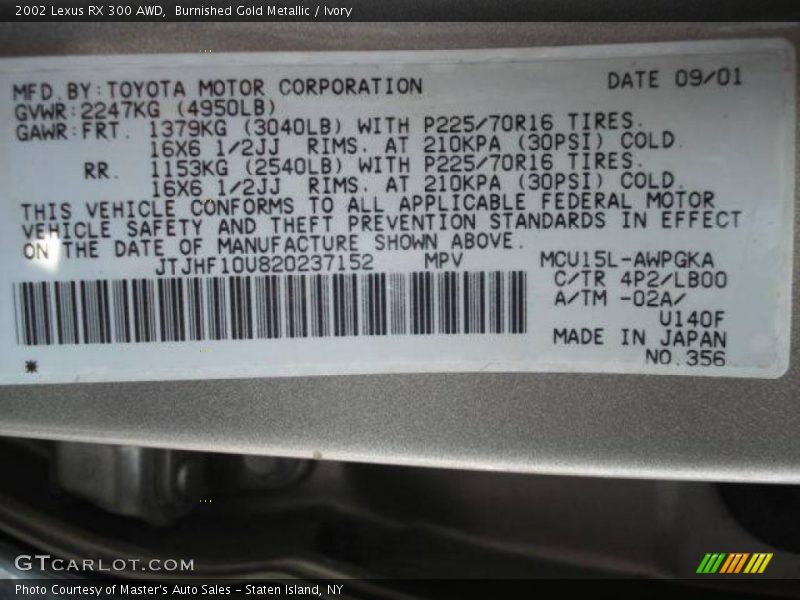 2002 Lexus RX 300 AWD,  Burnished Gold Metallic / Ivory
MFD.BY:TOYOTA MOTOR CORPORATION DATE 09/01
GVWR:2247KG (4950LB)
GAWR:FRT. 1379KG (3040LB) WITH P225/70R16 TIRES.
16X6 1/2JJ RIMS. AT 210KPA (30PSI) COLD.
RR. 1153KG (2540LB) WITH P225/70R16 TIRES.
16X6 1/2JJ RIMS. AT 210KPA (30PSI) COLD.
THIS VEHICLE CONFORMS TO ALL APPLICABLE FEDERAL MOTOR
VEHICLE SAFETY AND THEFT PREVENTION STANDARDS IN EFFECT
ON THE DATE OF MANUFACTURE SHOWN ABOVE.
JTJHF10U820237152 MPV MCU15L-AWPGKA
C/TR 4P2/LB00
A/TM -02A/
U140F
MADE IN JAPAN
NO.356
GTCARLOT.COM
Photo Courtesy of Master's Auto Sales - Staten Island, NY